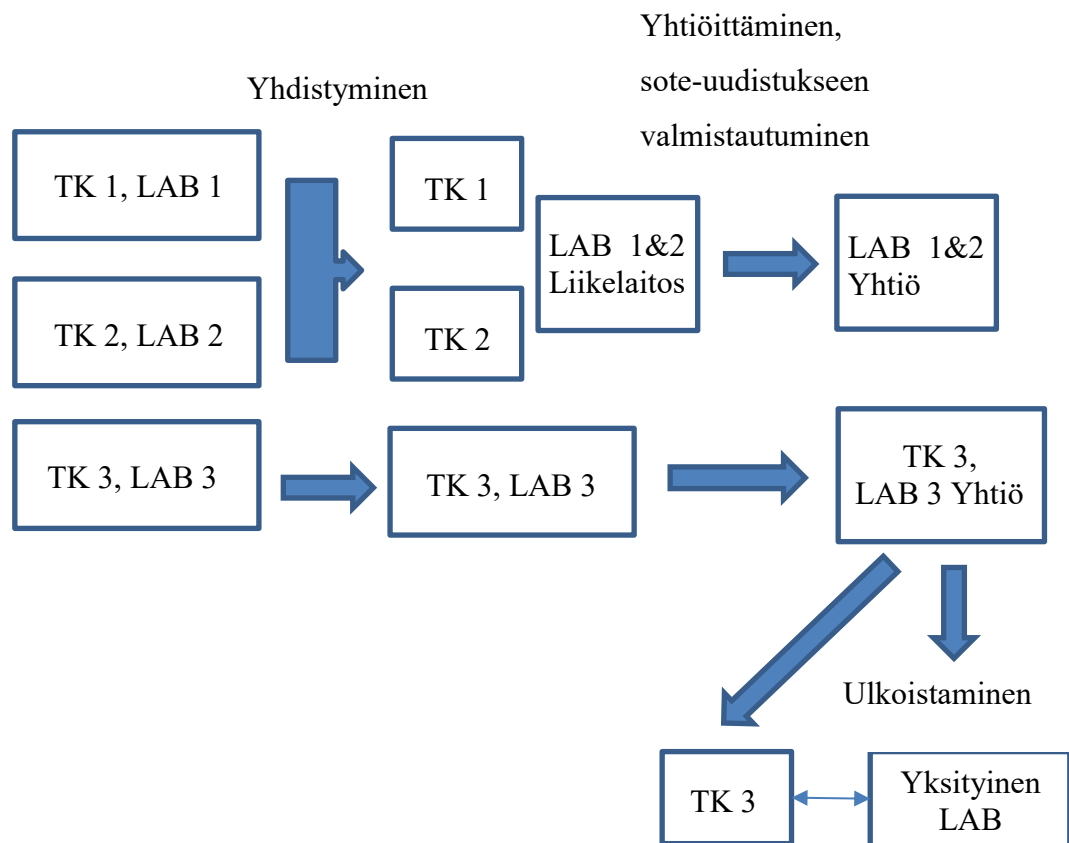 Yhtiöittäminen,
sote-uudistukseen
valmistautuminen
Yhdistyminen
TK 1, LAB 1
TK 1
LAB 1&2
Liikelaitos
LAB 1&2
Yhtiö
TK 2, LAB 2
TK 2
TK 3, LAB 3
TK 3, LAB 3
TK 3,
LAB 3 Yhtiö
Ulkoistaminen
TK 3
Yksityinen
LAB